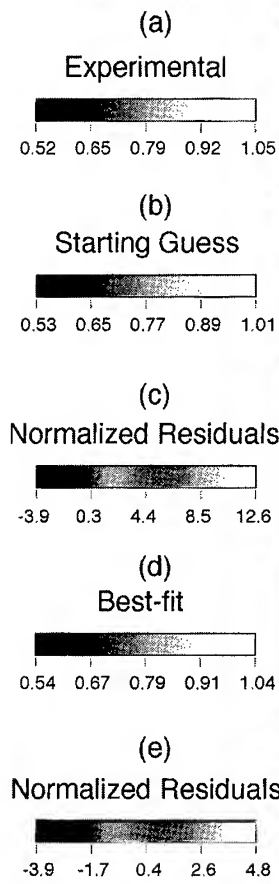 (a)
Experimental
0.52 0.65 0.79 0.92 1.05
(b)
Starting Guess
0.53 0.65 0.77 0.89 1.01
(c)
Normalized Residuals
-3.9 0.3 4.4 8.5 12.6
(d)
Best-fit
0.54 0.67 0.79 0.91 1.04
(e)
Normalized Residuals
-3.9 -1.7 0.4 2.6 4.8